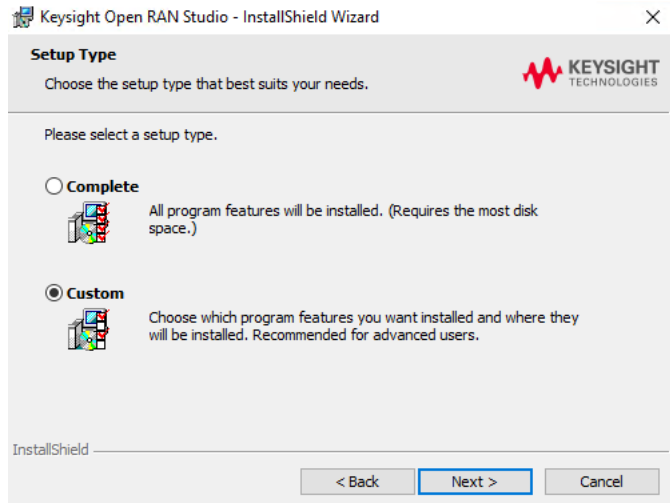 Keysight Open RAN Studio - InstallShield Wizard
Setup Type
Choose the setup type that best suits your needs.
KEYSIGHT
TECHNOLOGIES
Please select a setup type.
Complete
All program features will be installed. (Requires the most disk
space.)
Custom
Choose which program features you want installed and where they
will be installed. Recommended for advanced users.
InstallShield
< Back Next > Cancel